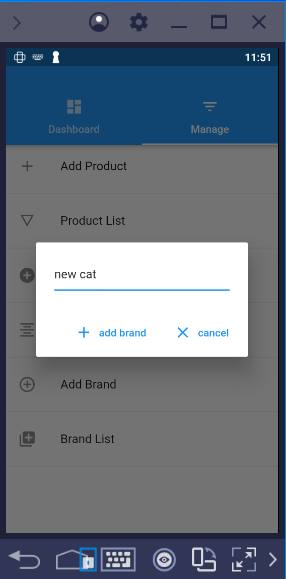 11:51
Dashboard
Manage
Add Product
Product List
new cat
add brand
cancel
Add Brand
Brand List